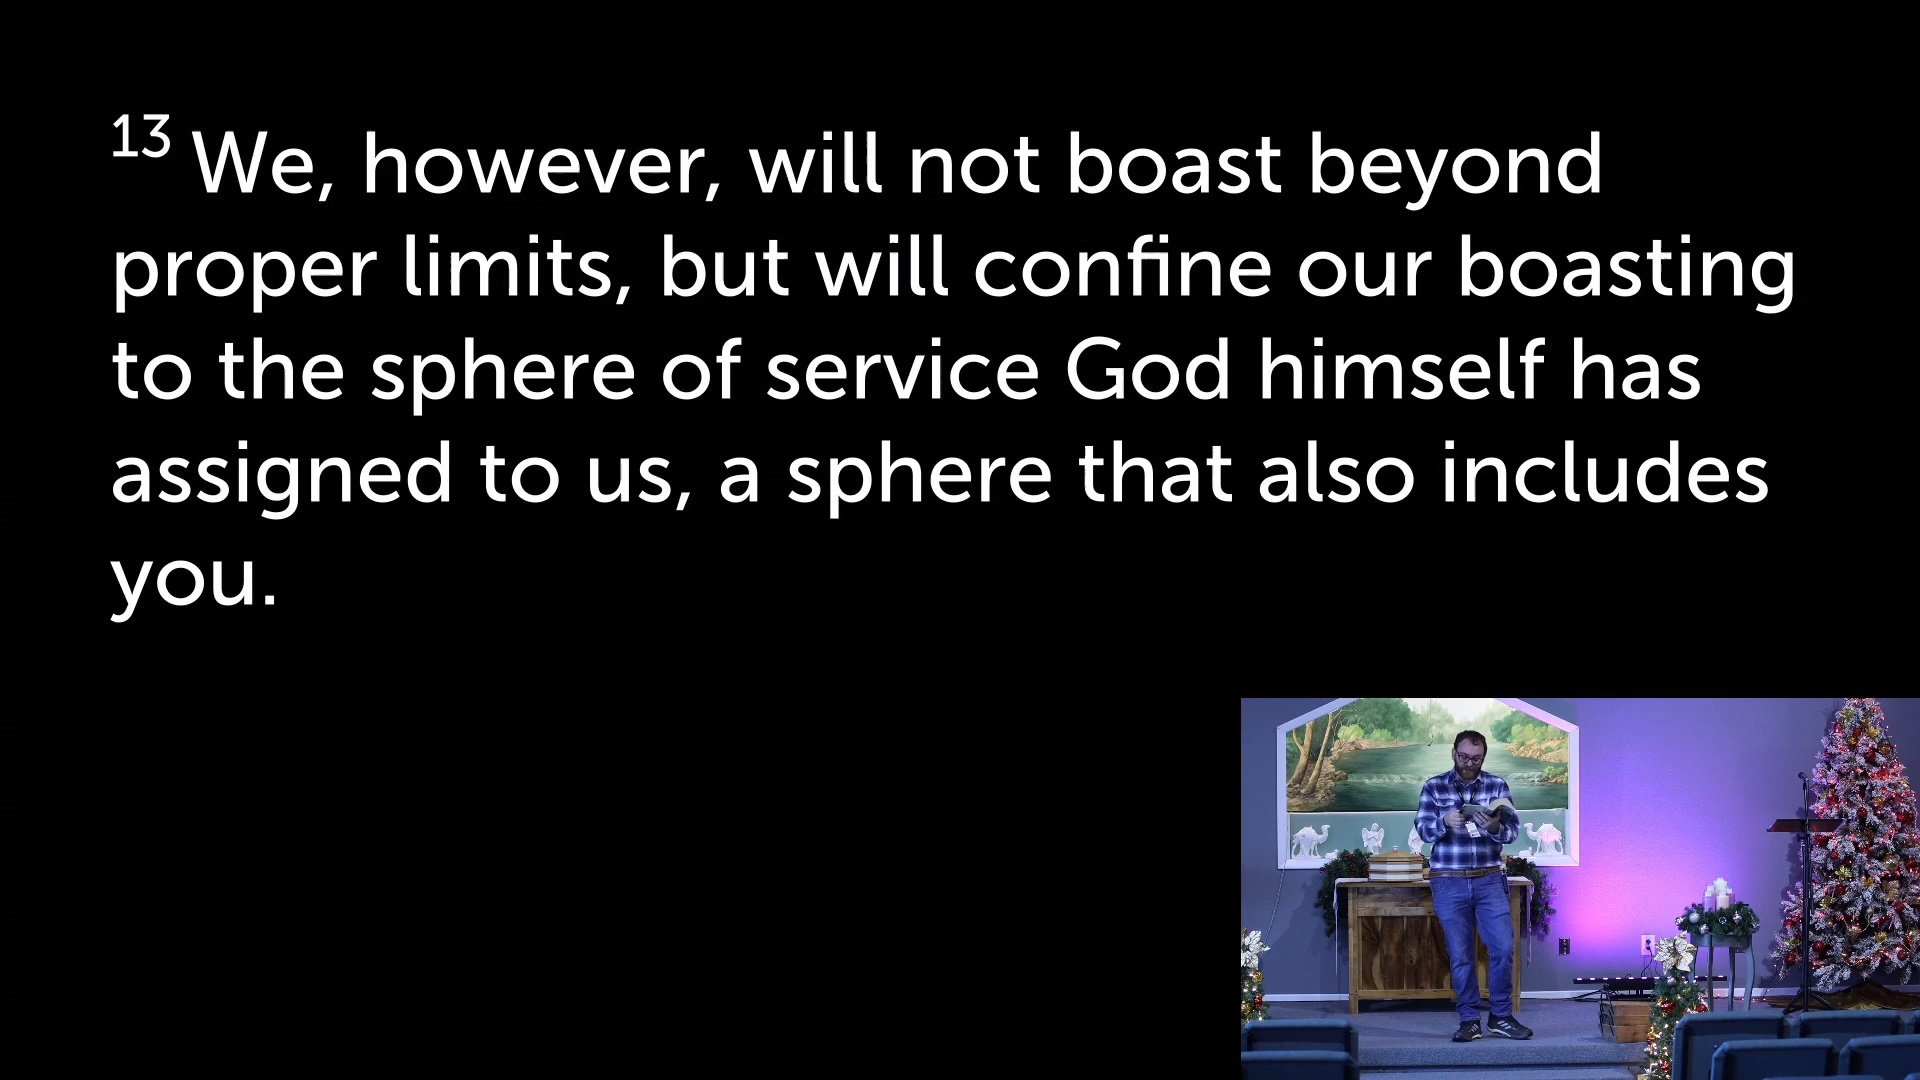 13 We, however, will not boast beyond
proper limits, but will confine our boasting
to the sphere of service God himself has
assigned to us, a sphere that also includes
you.